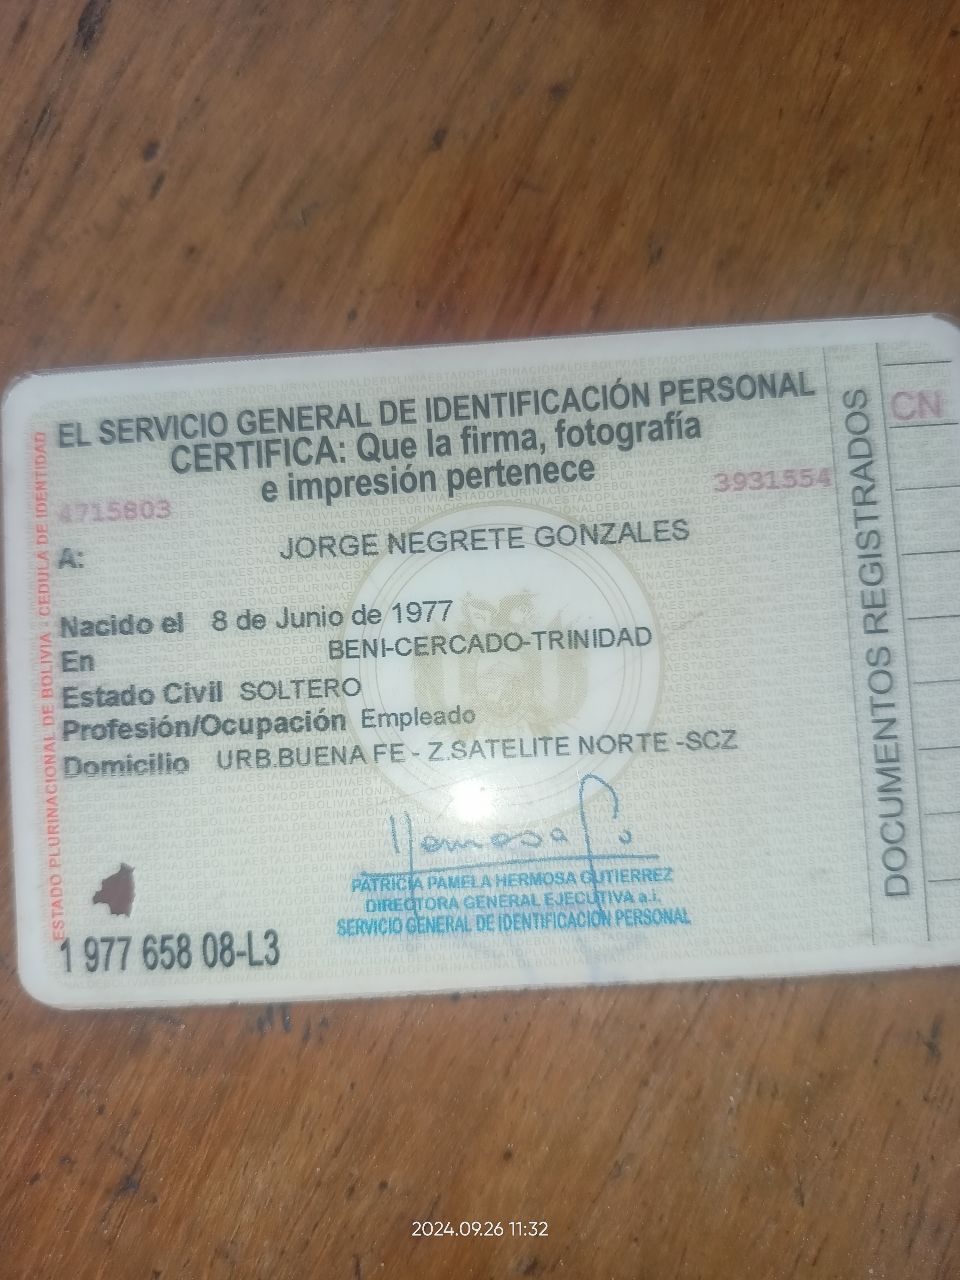 EL SERVICIO GENERAL DE IDENTIFICACIÓN PERSONAL
CERTIFICA: Que la firma, fotografía
e impresión pertenece
4715803
3931554
A: JORGE NEGRETE GONZALES
Nacido el 8 de Junio de 1977
En BENI-CERCADO-TRINIDAD
Estado Civil SOLTERO
Profesión/Ocupación Empleado
Domicilio URB.BUENA FE - Z.SATELITE NORTE -SCZ
PATRICIA PAMELA HERMOSA GUTIERREZ
DIRECTORA GENERAL EJECUTIVA a.i.
SERVICIO GENERAL DE IDENTIFICACIÓN PERSONAL
1 977 658 08-L3
ESTADO PLURINACIONAL DE BOLIVIA - CEDULA DE IDENTIDAD
DOCUMENTOS REGISTRADOS
CN
2024.09.26 11:32